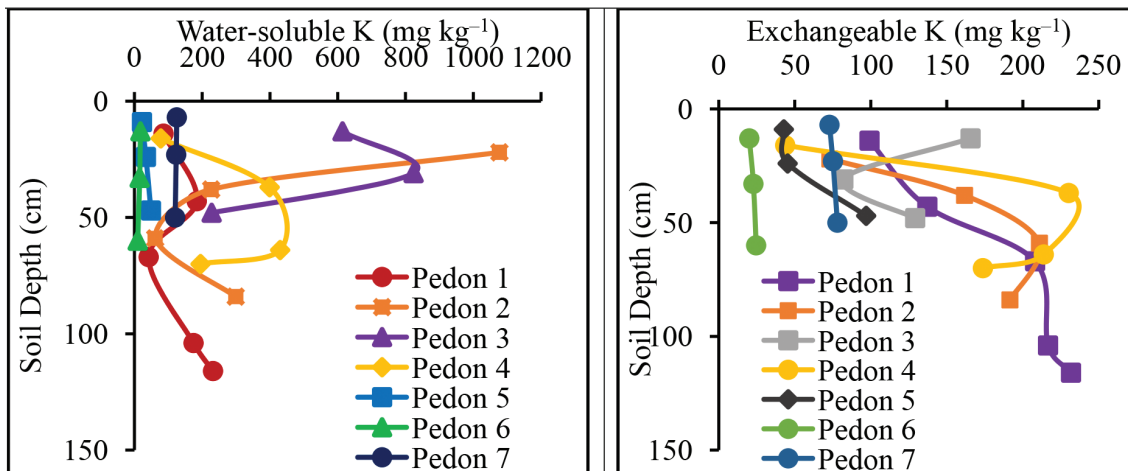 Water-soluble K (mg kg⁻¹)
0 200 400 600 800 1000 1200
0
50
100
150
Soil Depth (cm)
Pedon 1
Pedon 2
Pedon 3
Pedon 4
Pedon 5
Pedon 6
Pedon 7
Exchangeable K (mg kg⁻¹)
0 50 100 150 200 250
0
50
100
150
Soil Depth (cm)
Pedon 1
Pedon 2
Pedon 3
Pedon 4
Pedon 5
Pedon 6
Pedon 7